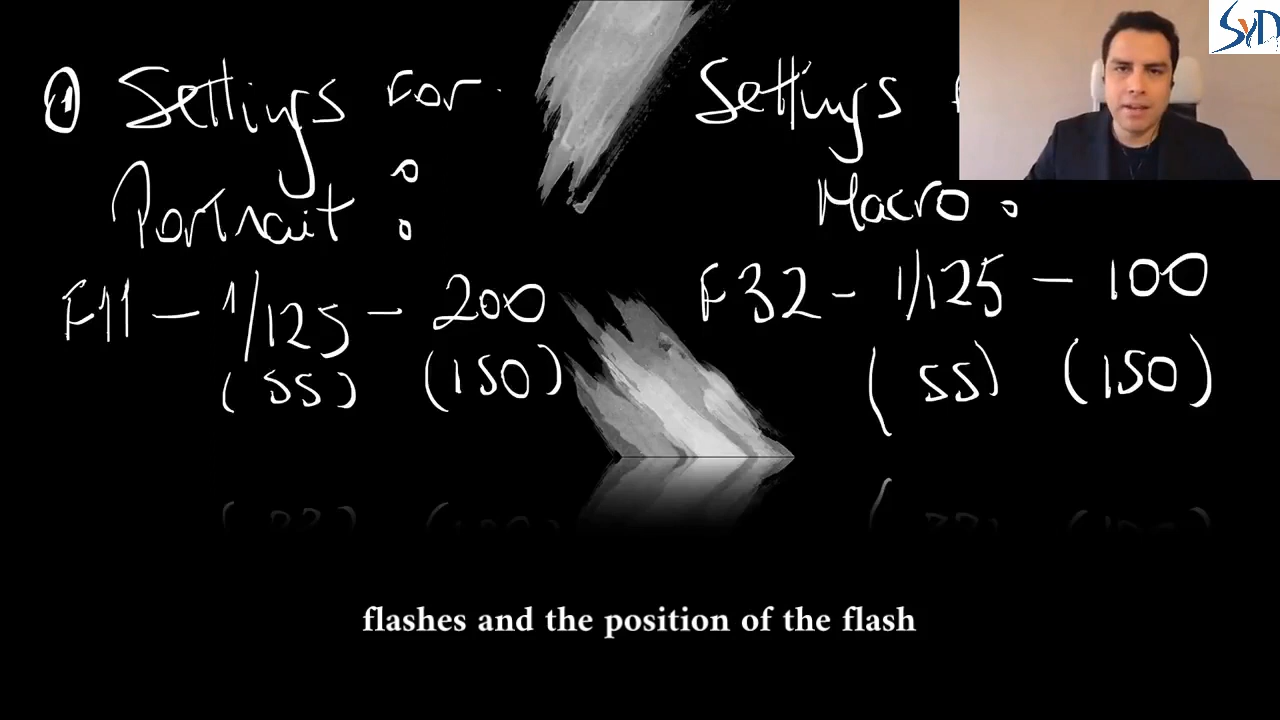 1 Settings for
Portrait :
F11 - 1/125 - 200
(55) (150)
Settings
Macro :
F32 - 1/125 - 100
(55) (150)
SYD
flashes and the position of the flash